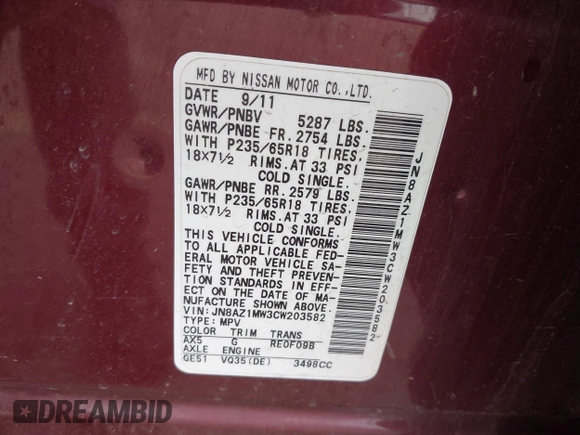 MFD BY NISSAN MOTOR CO.,LTD.
DATE 9/11
GVWR/PNBV 5287 LBS.
GAWR/PNBE FR. 2754 LBS.
WITH P235/65R18 TIRES,
18X7½ RIMS.AT 33 PSI
COLD SINGLE.
GAWR/PNBE RR. 2579 LBS.
WITH P235/65R18 TIRES,
18X7½ RIMS.AT 33 PSI
COLD SINGLE.
THIS VEHICLE CONFORMS
TO ALL APPLICABLE FED-
ERAL MOTOR VEHICLE SA-
FETY AND THEFT PREVEN-
TION STANDARDS IN EFF-
ECT ON THE DATE OF MA-
NUFACTURE SHOWN ABOVE.
VIN:JN8AZ1MW3CW203582
TYPE:MPV
COLOR TRIM TRANS
AX5 G RE0F09B
AXLE ENGINE
GE51 VQ35(DE) 3498CC
JN8AZ1MW3CW203582
DREAMBID